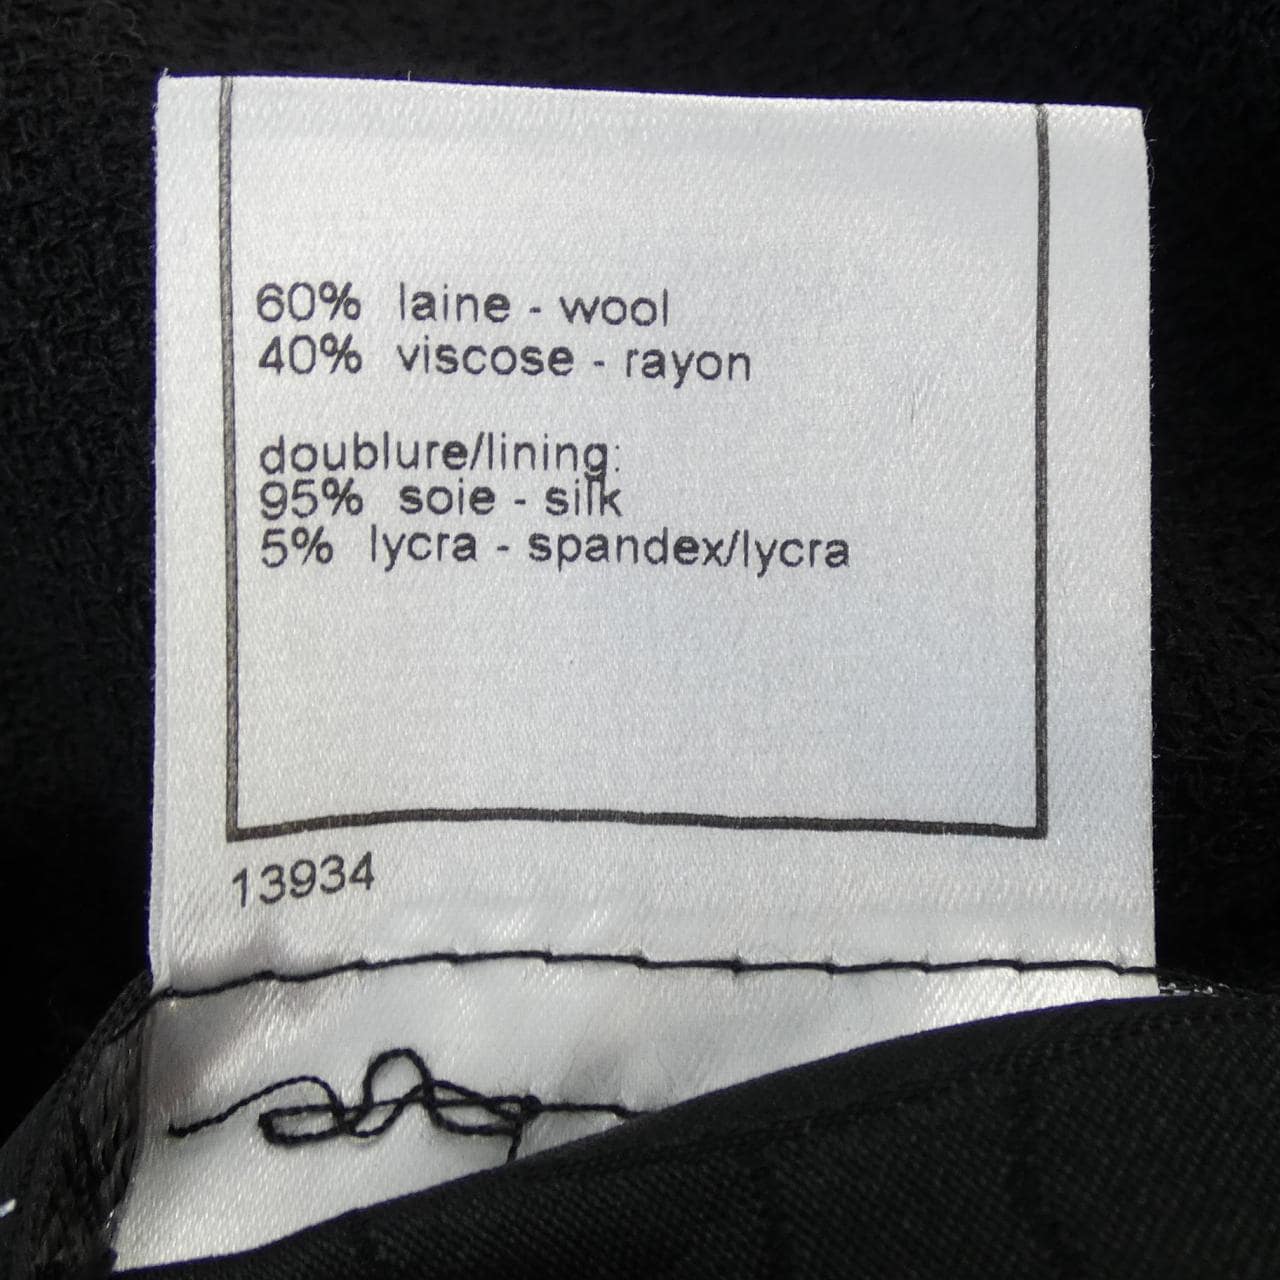 60% laine - wool
40% viscose - rayon
doublure/lining:
95% soie - silk
5% lycra - spandex/lycra
13934